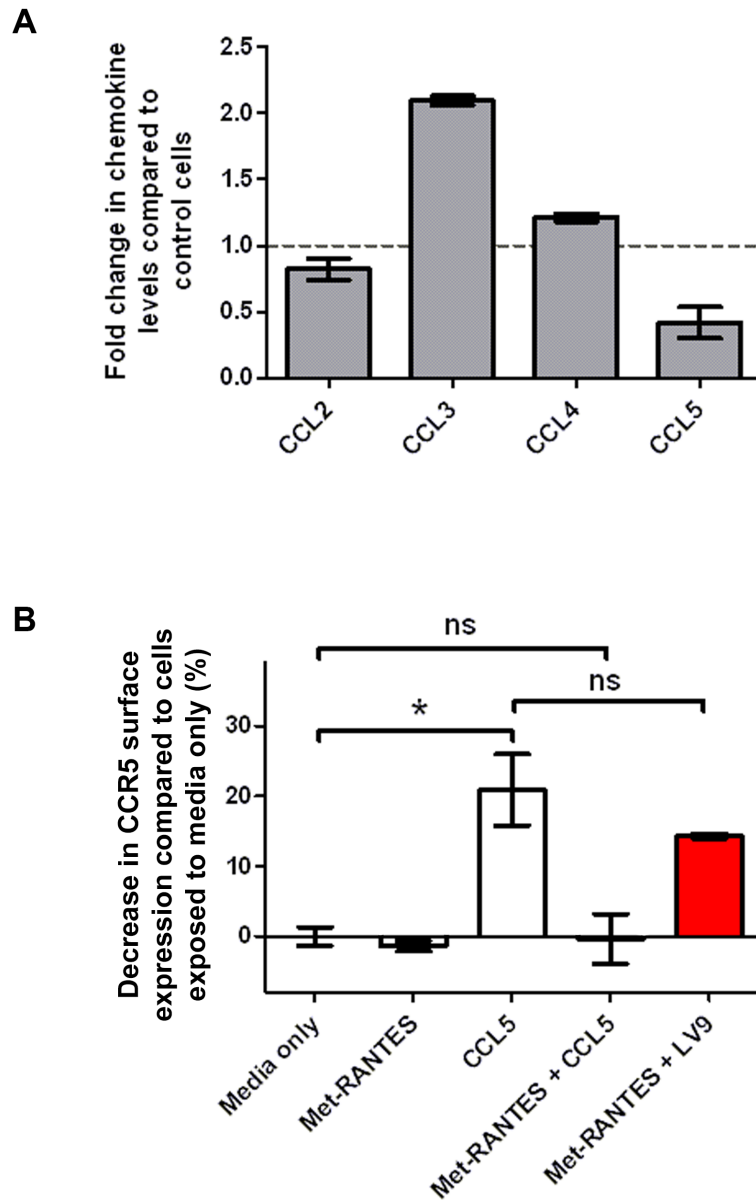 A
Fold change in chemokine
levels compared to
control cells
2.5
2.0
1.5
1.0
0.5
0.0
CCL2
CCL3
CCL4
CCL5
B
Decrease in CCR5 surface
expression compared to cells
exposed to media only (%)
ns
ns
*
30
20
10
0
Media only
Met-RANTES
CCL5
Met-RANTES + CCL5
Met-RANTES + LV9